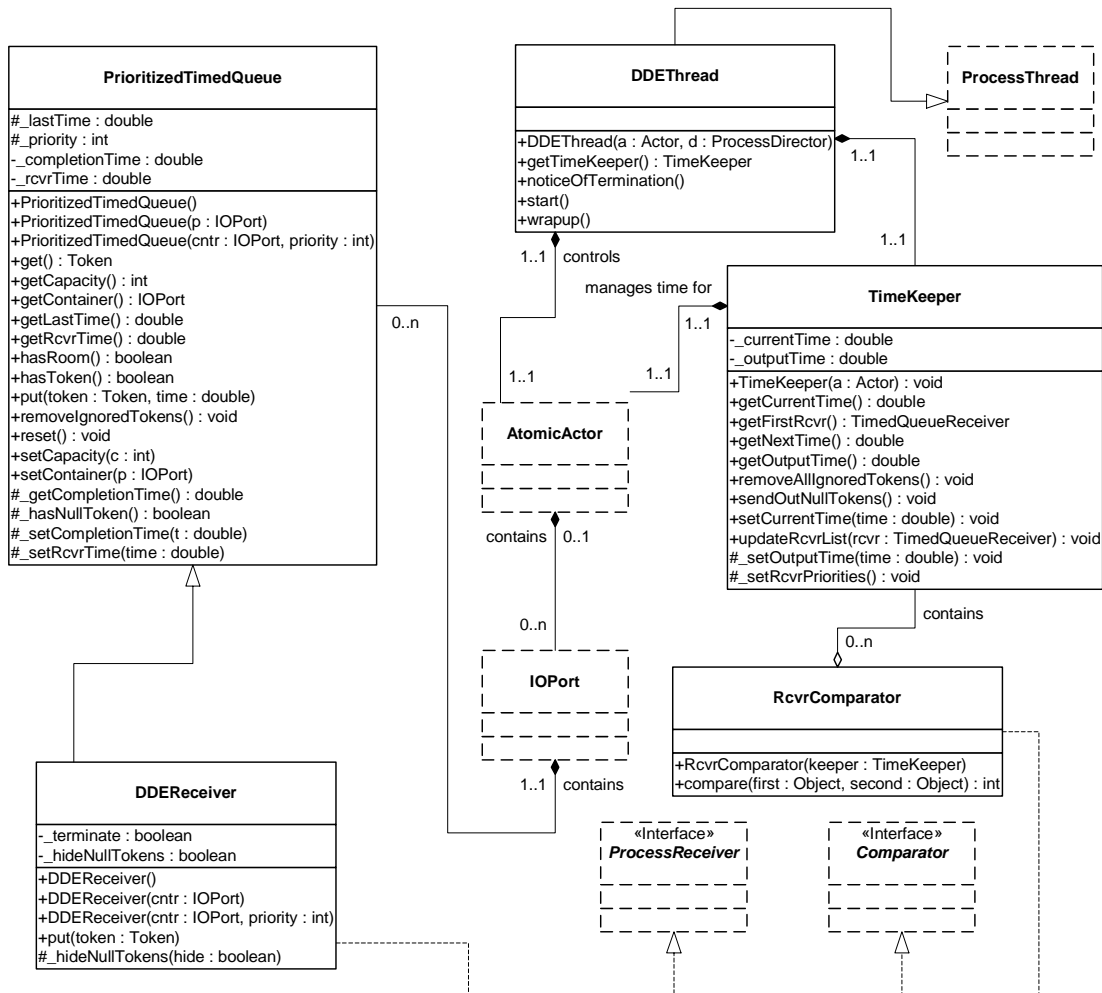 PrioritizedTimedQueue
#_lastTime : double
#_priority : int
-_completionTime : double
-_rcvrTime : double
+PrioritizedTimedQueue()
+PrioritizedTimedQueue(p : IOPort)
+PrioritizedTimedQueue(cntr : IOPort, priority : int)
+get() : Token
+getCapacity() : int
+getContainer() : IOPort
+getLastTime() : double
+getRcvrTime() : double
+hasRoom() : boolean
+hasToken() : boolean
+put(token : Token, time : double)
+removeIgnoredTokens() : void
+reset() : void
+setCapacity(c : int)
+setContainer(p : IOPort)
#_getCompletionTime() : double
#_hasNullToken() : boolean
#_setCompletionTime(t : double)
#_setRcvrTime(time : double)
0..n
DDEThread
+DDEThread(a : Actor, d : ProcessDirector)
+getTimeKeeper() : TimeKeeper
+noticeOfTermination()
+start()
+wrapup()
1..1
1..1
1..1
controls
1..1
ProcessThread
manages time for
1..1
1..1
TimeKeeper
-_currentTime : double
-_outputTime : double
+TimeKeeper(a : Actor) : void
+getCurrentTime() : double
+getFirstRcvr() : TimedQueueReceiver
+getNextTime() : double
+getOutputTime() : double
+removeAllIgnoredTokens() : void
+sendOutNullTokens() : void
+setCurrentTime(time : double) : void
+updateRcvrList(rcvr : TimedQueueReceiver) : void
#_setOutputTime(time : double) : void
#_setRcvrPriorities() : void
AtomicActor
contains
0..1
0..n
IOPort
1..1
contains
contains
0..n
RcvrComparator
+RcvrComparator(keeper : TimeKeeper)
+compare(first : Object, second : Object) : int
DDEReceiver
-_terminate : boolean
-_hideNullTokens : boolean
+DDEReceiver()
+DDEReceiver(cntr : IOPort)
+DDEReceiver(cntr : IOPort, priority : int)
+put(token : Token)
#_hideNullTokens(hide : boolean)
«Interface»
ProcessReceiver
«Interface»
Comparator